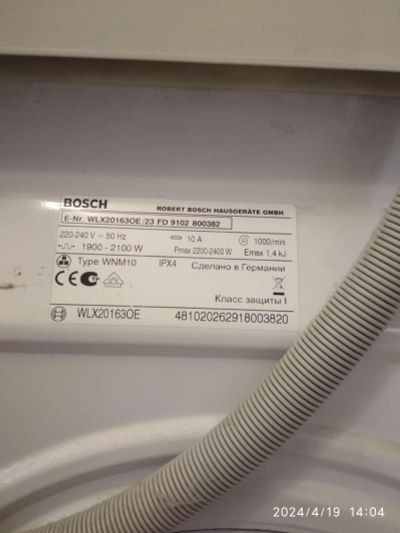 BOSCH ROBERT BOSCH HAUSGERÄTE GMBH
E-Nr. WLX20163OE /23 FD 9102 800382
220-240 V ~ 50 Hz 10 A 1000/min
1900 - 2100 W Pmax 2200-2400 W Emax 1,4 kJ
Type WNM10 IPX4 Сделано в Германии
CE
Класс защиты I
WLX20163OE 481020262918003820
2024/4/19 14:04